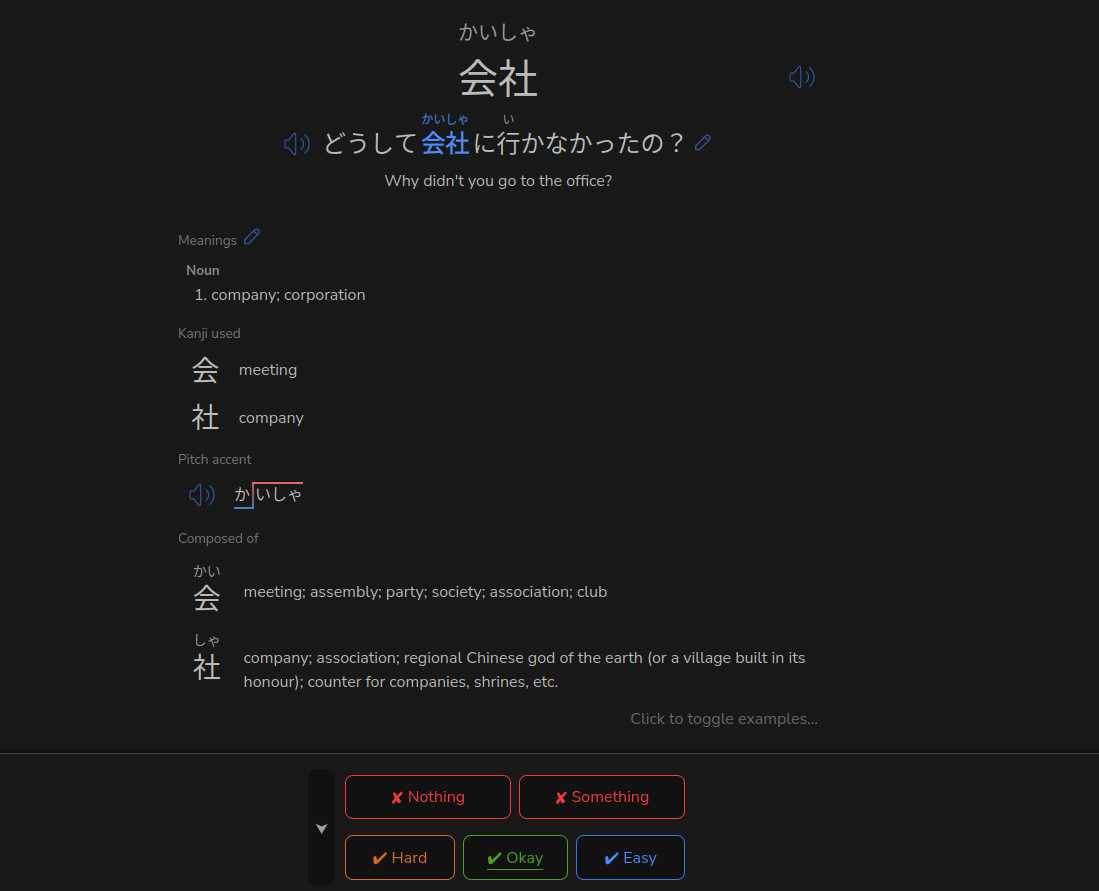 かいしゃ
会社
かいしゃ い
どうして会社に行かなかったの？
Why didn't you go to the office?
Meanings
Noun
1. company; corporation
Kanji used
会 meeting
社 company
Pitch accent
かいしゃ
Composed of
かい
会 meeting; assembly; party; society; association; club
しゃ
社 company; association; regional Chinese god of the earth (or a village built in its
honour); counter for companies, shrines, etc.
Click to toggle examples...
✘ Nothing ✘ Something
✔ Hard ✔ Okay ✔ Easy